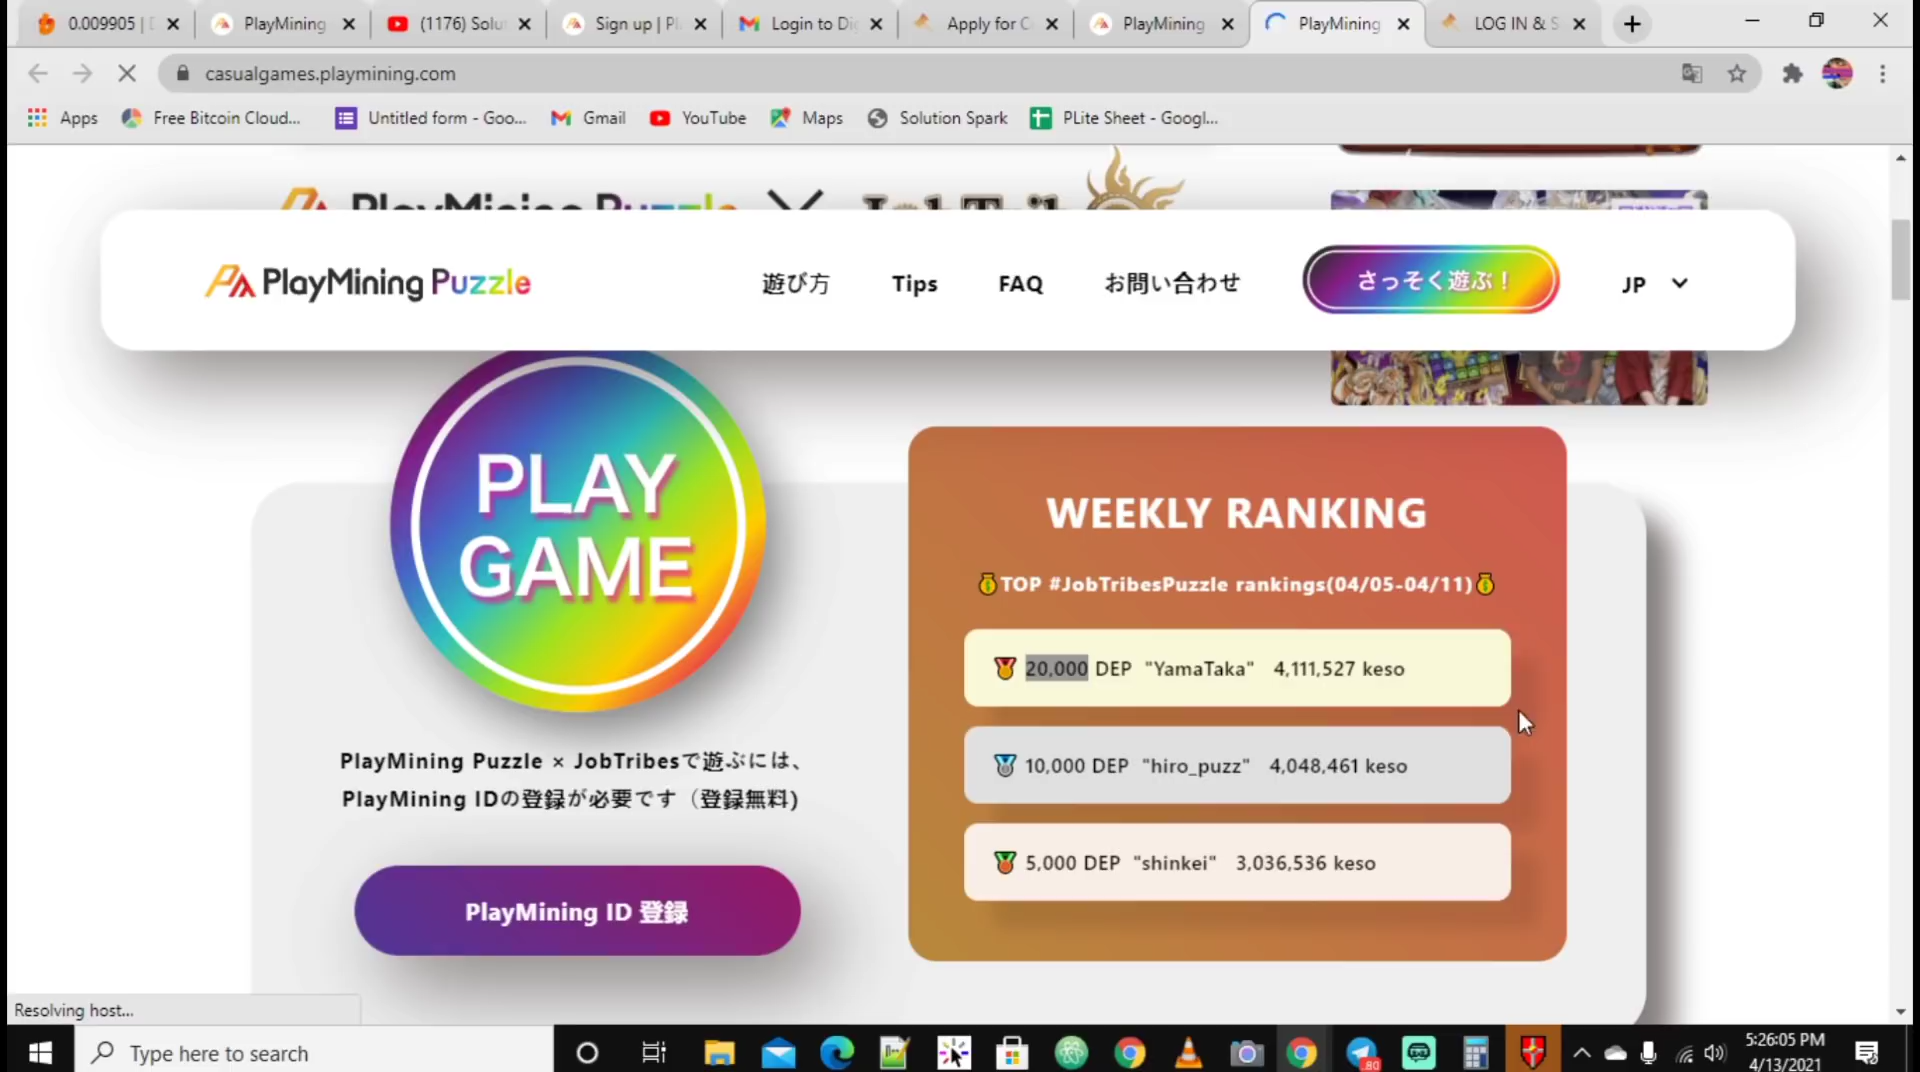 0.009905 | D
PlayMining
(1176) Solu
Sign up | Pl
Login to Di
Apply for C
PlayMining
PlayMining
LOG IN & S
casualgames.playmining.com
Apps
Free Bitcoin Cloud...
Untitled form - Goo...
Gmail
YouTube
Maps
Solution Spark
PLite Sheet - Googl...
PlayMining Puzzle
遊び方
Tips
FAQ
お問い合わせ
さっそく遊ぶ！
JP
PLAY
GAME
PlayMining Puzzle × JobTribesで遊ぶには、
PlayMining IDの登録が必要です（登録無料)
PlayMining ID 登録
WEEKLY RANKING
TOP #JobTribesPuzzle rankings(04/05-04/11)
20,000 DEP "YamaTaka" 4,111,527 keso
10,000 DEP "hiro_puzz" 4,048,461 keso
5,000 DEP "shinkei" 3,036,536 keso
Resolving host...
Type here to search
80
5:26:05 PM
4/13/2021